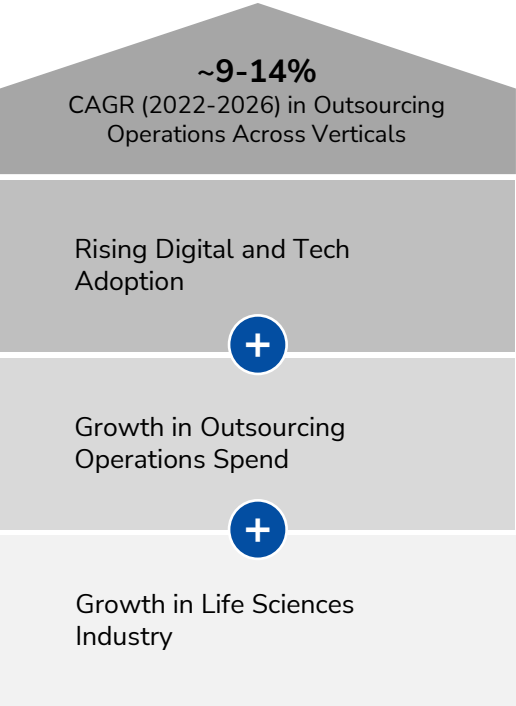 ~9-14%
CAGR (2022-2026) in Outsourcing
Operations Across Verticals
Rising Digital and Tech
Adoption
+
Growth in Outsourcing
Operations Spend
+
Growth in Life Sciences
Industry